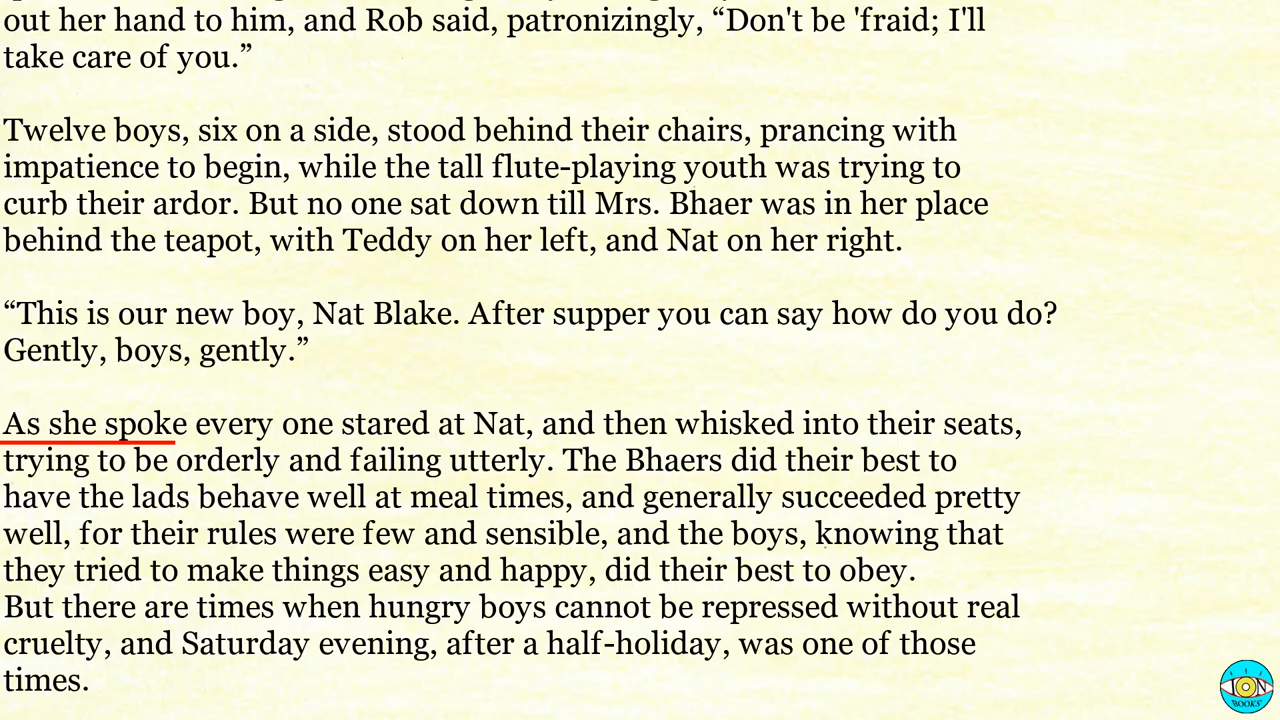 out her hand to him, and Rob said, patronizingly, “Don't be 'fraid; I'll
take care of you.”
Twelve boys, six on a side, stood behind their chairs, prancing with
impatience to begin, while the tall flute-playing youth was trying to
curb their ardor. But no one sat down till Mrs. Bhaer was in her place
behind the teapot, with Teddy on her left, and Nat on her right.
“This is our new boy, Nat Blake. After supper you can say how do you do?
Gently, boys, gently.”
As she spoke every one stared at Nat, and then whisked into their seats,
trying to be orderly and failing utterly. The Bhaers did their best to
have the lads behave well at meal times, and generally succeeded pretty
well, for their rules were few and sensible, and the boys, knowing that
they tried to make things easy and happy, did their best to obey.
But there are times when hungry boys cannot be repressed without real
cruelty, and Saturday evening, after a half-holiday, was one of those
times.
ION
BOOKS